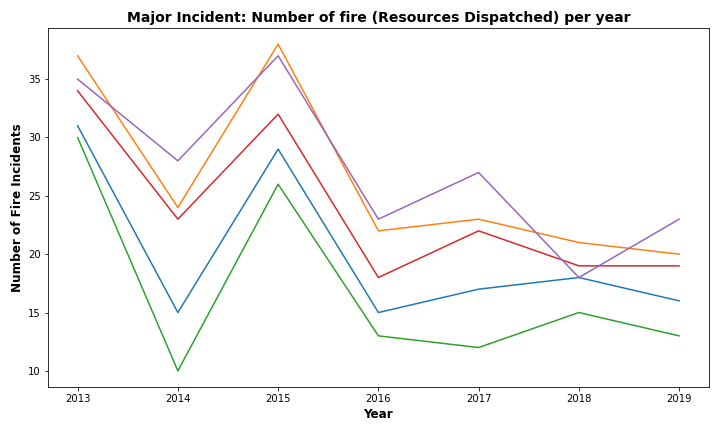 Major Incident: Number of fire (Resources Dispatched) per year
Number of Fire Incidents
35
30
25
20
15
10
2013 2014 2015 2016 2017 2018 2019
Year